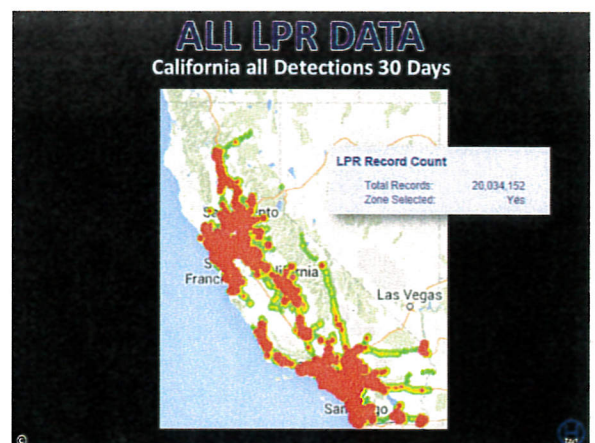 ALL LPR DATA
California all Detections 30 Days
LPR Record Count
Total Records: 20,034,152
Zone Selected: Yes
Las Vegas
©